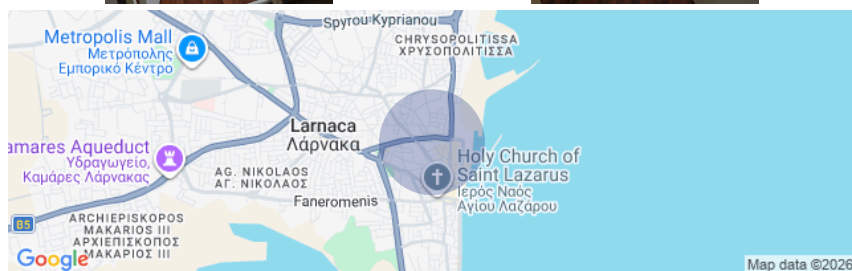 Spyrou Kyprianou
Metropolis Mall
Μετρόπολης
Εμπορικό Κέντρο
CHRYSOPOLITISSA
ΧΡΥΣΟΠΟΛΙΤΙΣΣΑ
Larnaca
Λάρνακα
amares Aqueduct
Υδραγωγείο,
Καμάρες Λάρνακας
AG. NIKOLAOS
ΑΓ. ΝΙΚΟΛΑΟΣ
Faneromenis
Holy Church of
Saint Lazarus
Ιερός Ναός
Αγίου Λαζάρου
B5
ARCHIEPISKOPOS
MAKARIOS III
ΑΡΧΙΕΠΙΣΚΟΠΟΣ
ΜΑΚΑΡΙΟΣ III
Google
Map data ©2026